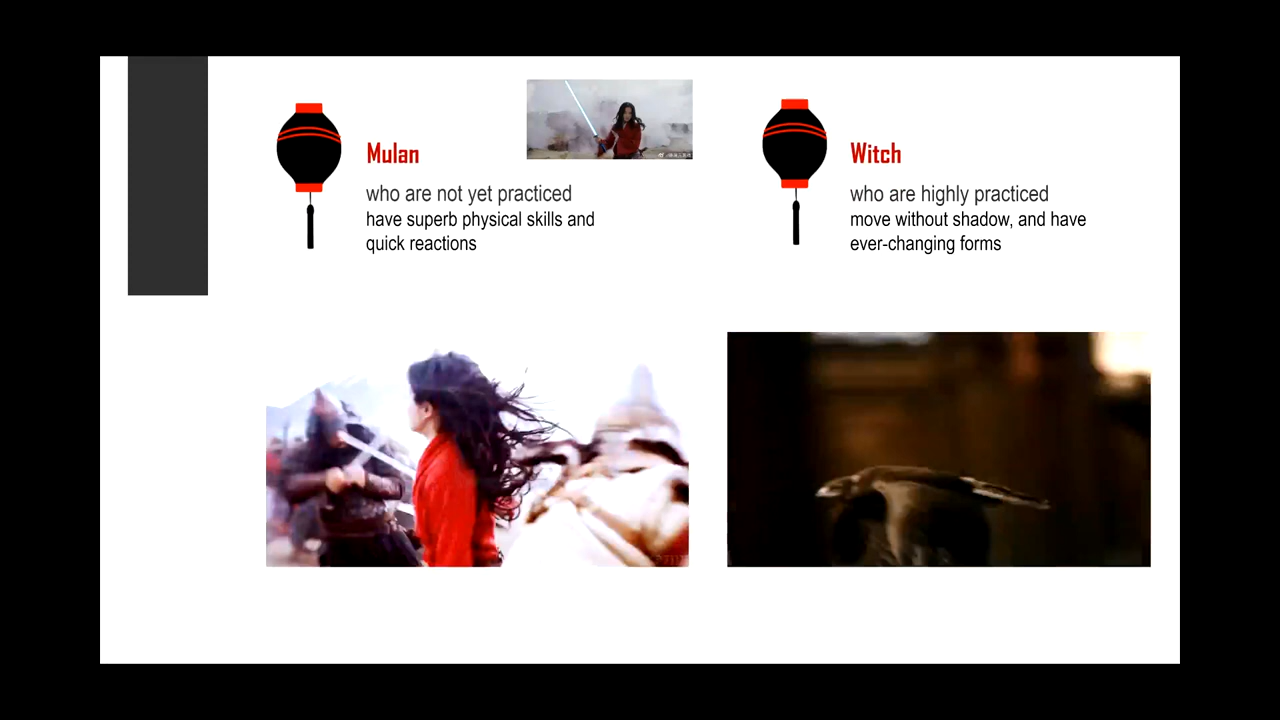 Mulan
who are not yet practiced
have superb physical skills and
quick reactions
Witch
who are highly practiced
move without shadow, and have
ever-changing forms